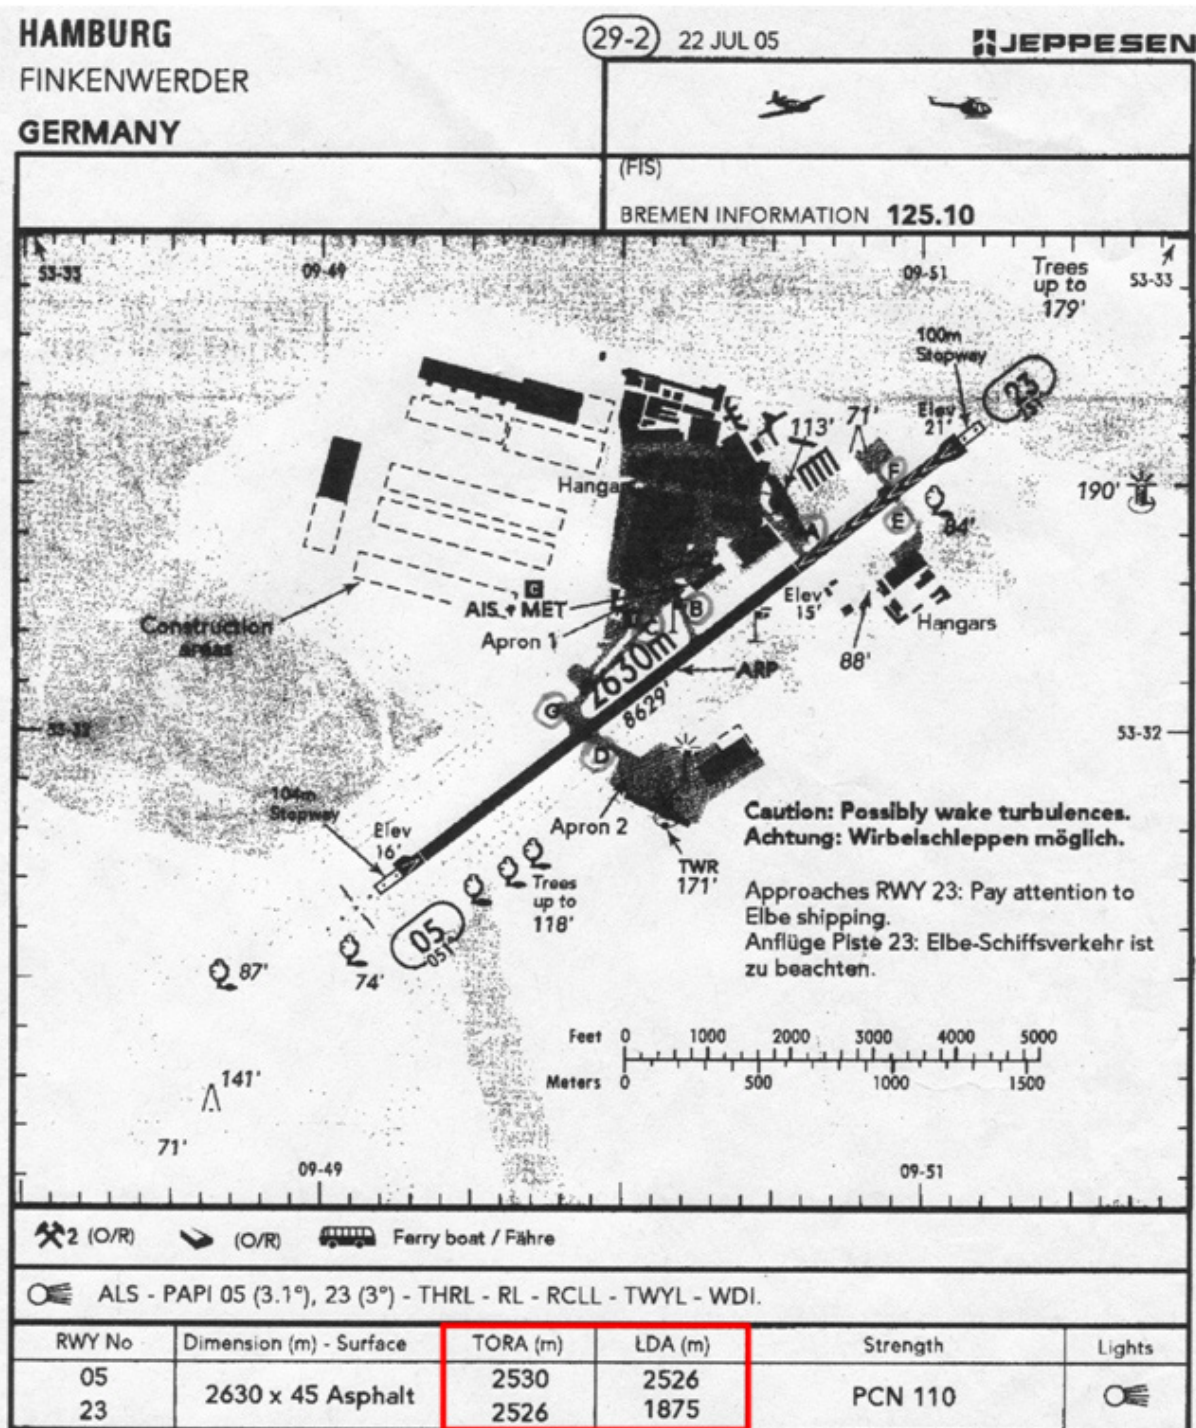 HAMBURG
FINKENWERDER
GERMANY
29-2 22 JUL 05
JEPPESEN
(FIS)
BREMEN INFORMATION 125.10
53-33 09-49 09-51 53-33
Trees
up to
179'
100m
Stopway
23
Elev
21'
113' 71'
F
190'
Hangar
E
84'
A
C
AIS + MET
B
Elev
15'
Hangars
Construction
areas
Apron 1
C
88'
2630m
ARP
8629'
G
53-32 53-32
D
104m
Stopway
Elev
16'
Apron 2
Caution: Possibly wake turbulences.
Achtung: Wirbelschleppen möglich.
TWR
171'
Trees
up to
118'
Approaches RWY 23: Pay attention to
Elbe shipping.
Anflüge Piste 23: Elbe-Schiffsverkehr ist
zu beachten.
05
051°
87'
74'
Feet 0 1000 2000 3000 4000 5000
Meters 0 500 1000 1500
141'
71'
09-49 09-51
2 (O/R) (O/R) Ferry boat / Fähre
ALS - PAPI 05 (3.1°), 23 (3°) - THRL - RL - RCLL - TWYL - WDI.
RWY No Dimension (m) - Surface TORA (m) LDA (m) Strength Lights
05 2530 2526
2630 x 45 Asphalt PCN 110
23 2526 1875